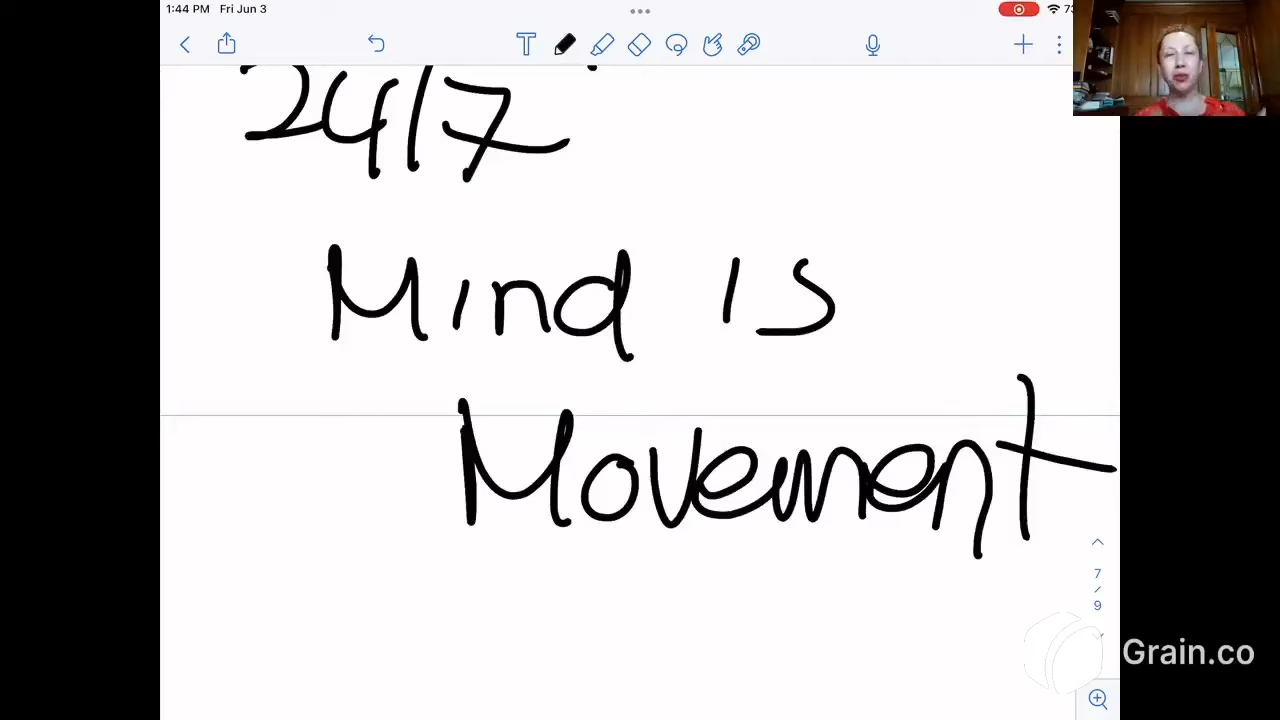 1:44 PM Fri Jun 3
24/7
Mind is
Movement
7
/
9
Grain.co